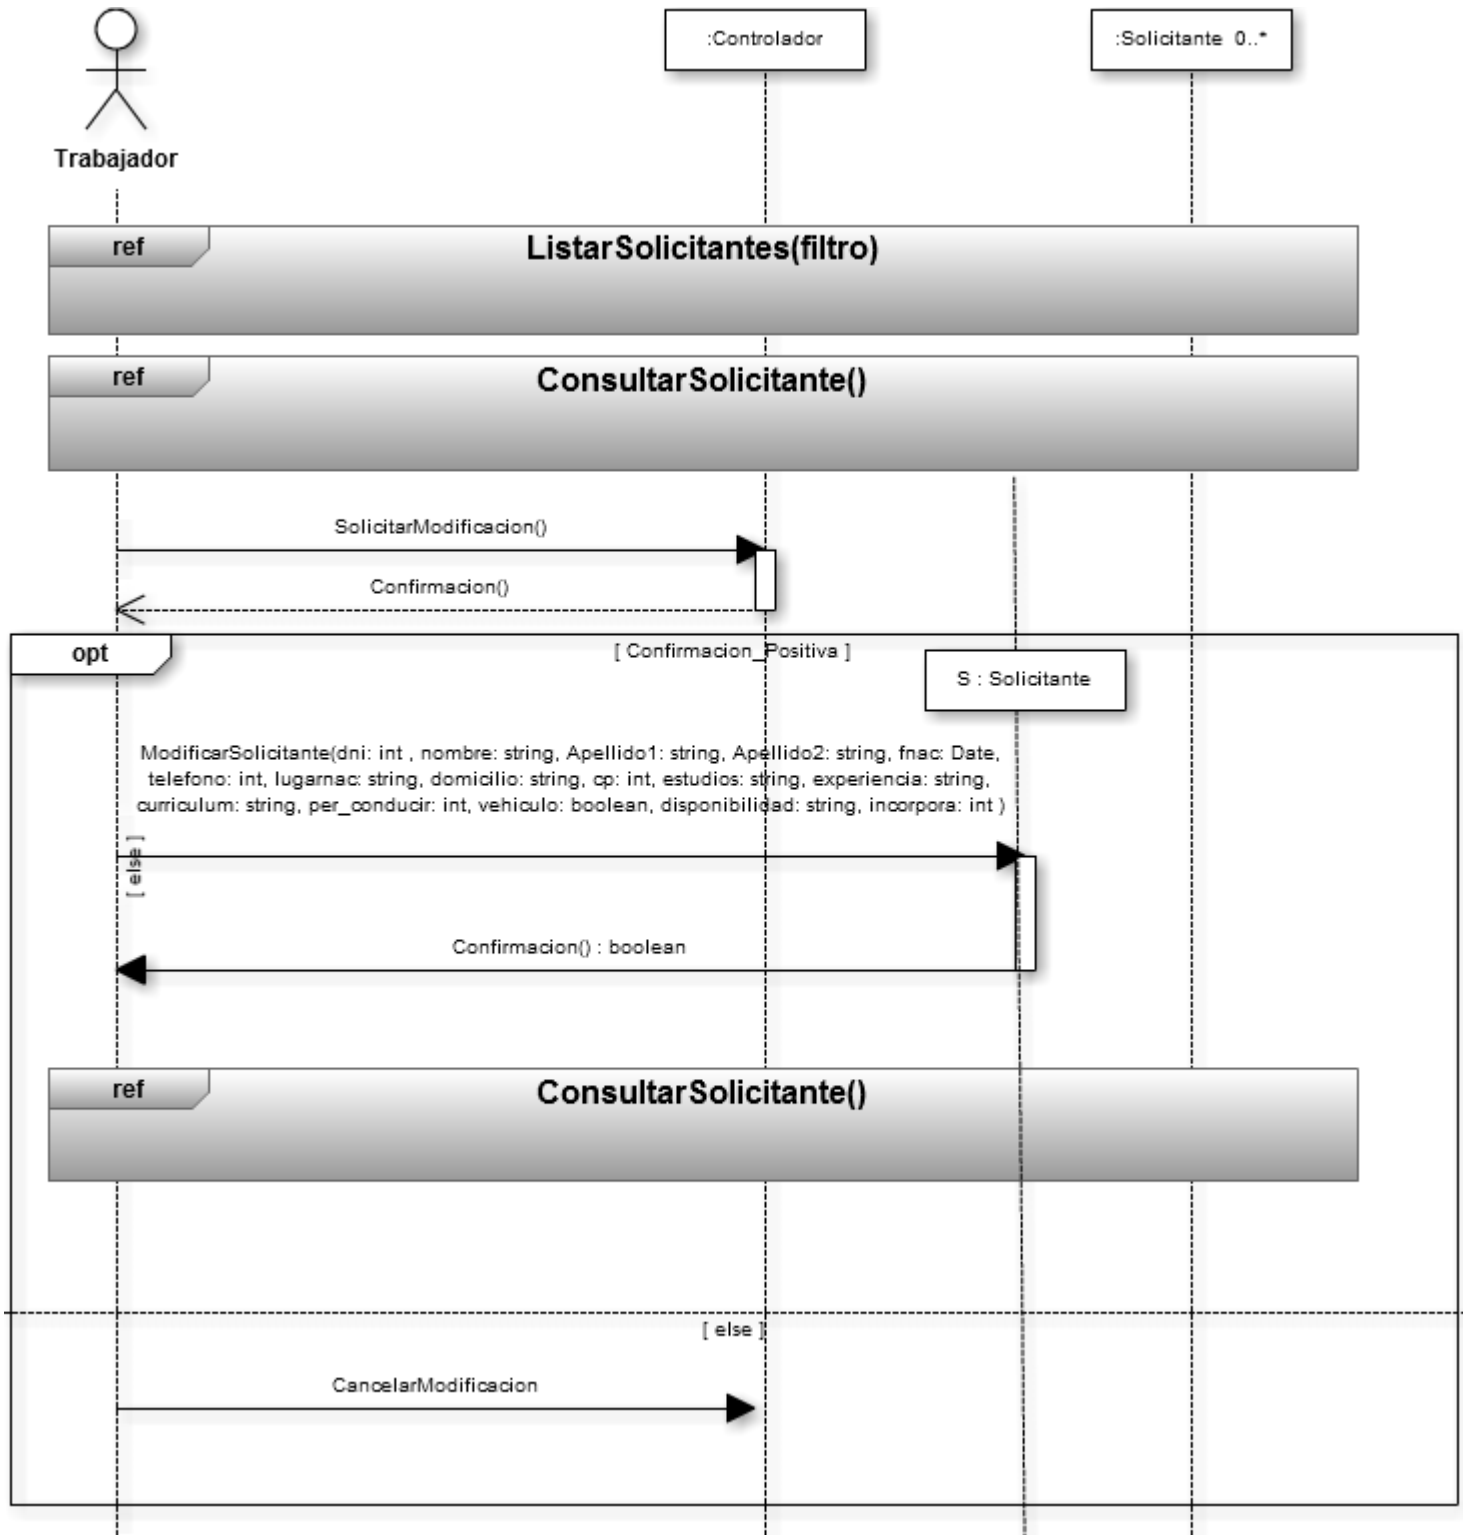 :Controlador
:Solicitante 0..*
Trabajador
ref
ListarSolicitantes(filtro)
ref
ConsultarSolicitante()
SolicitarModificacion()
Confirmacion()
opt
[ Confirmacion_Positiva ]
S : Solicitante
ModificarSolicitante(dni: int , nombre: string, Apellido1: string, Apellido2: string, fnac: Date,
telefono: int, lugarnac: string, domicilio: string, cp: int, estudios: string, experiencia: string,
curriculum: string, per_conducir: int, vehiculo: boolean, disponibilidad: string, incorpora: int )
[ else ]
Confirmacion() : boolean
ref
ConsultarSolicitante()
[ else ]
CancelarModificacion